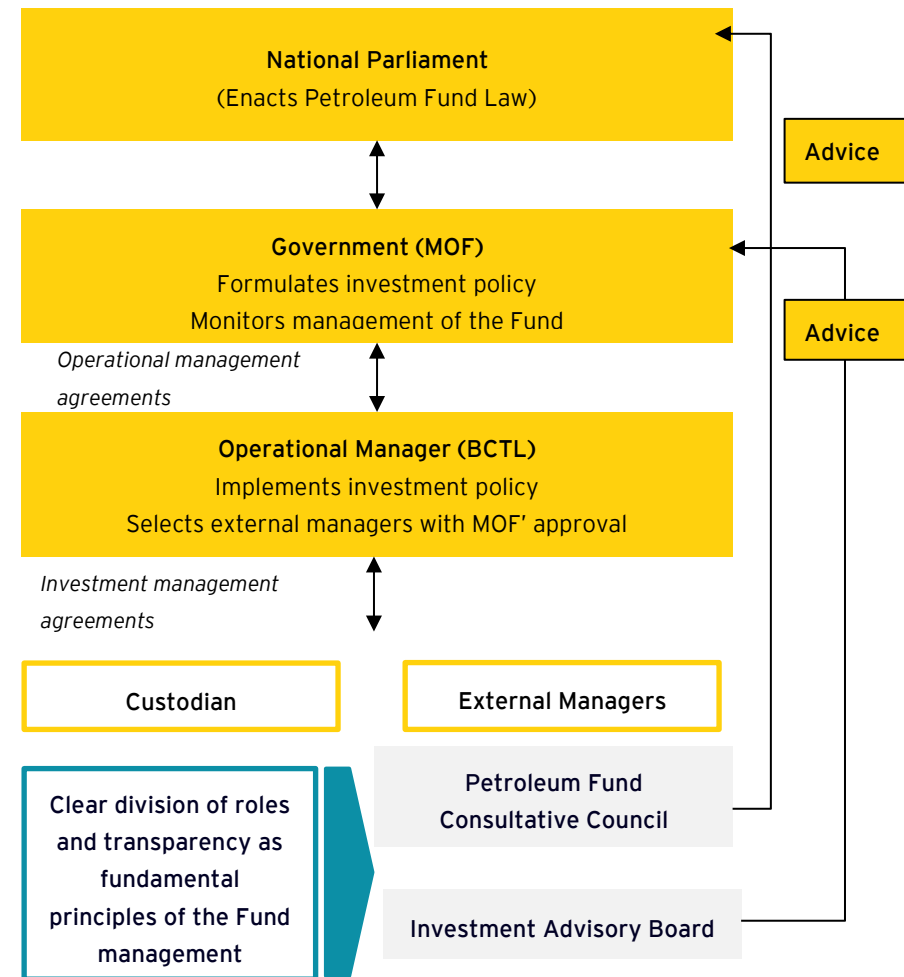 National Parliament
(Enacts Petroleum Fund Law)
Advice
Government (MOF)
Formulates investment policy
Monitors management of the Fund
Advice
Operational management
agreements
Operational Manager (BCTL)
Implements investment policy
Selects external managers with MOF’ approval
Investment management
agreements
Custodian
External Managers
Petroleum Fund
Consultative Council
Clear division of roles
and transparency as
fundamental
principles of the Fund
management
Investment Advisory Board